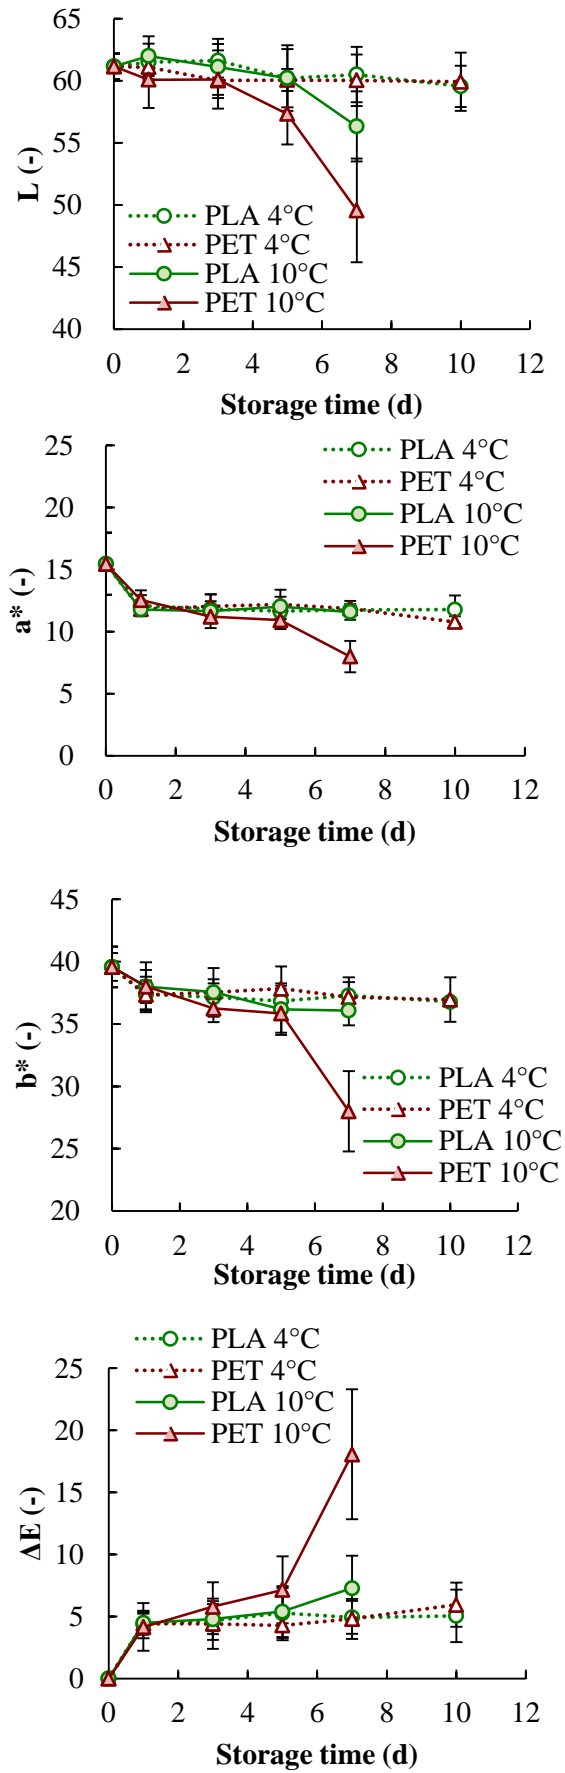 65
60
55
50
45
40
L (-)
PLA 4°C
PET 4°C
PLA 10°C
PET 10°C
0 2 4 6 8 10 12
Storage time (d)
25
20
15
10
5
0
a* (-)
PLA 4°C
PET 4°C
PLA 10°C
PET 10°C
0 2 4 6 8 10 12
Storage time (d)
45
40
35
30
25
20
b* (-)
PLA 4°C
PET 4°C
PLA 10°C
PET 10°C
0 2 4 6 8 10 12
Storage time (d)
PLA 4°C
PET 4°C
PLA 10°C
PET 10°C
25
20
15
10
5
0
ΔE (-)
0 2 4 6 8 10 12
Storage time (d)